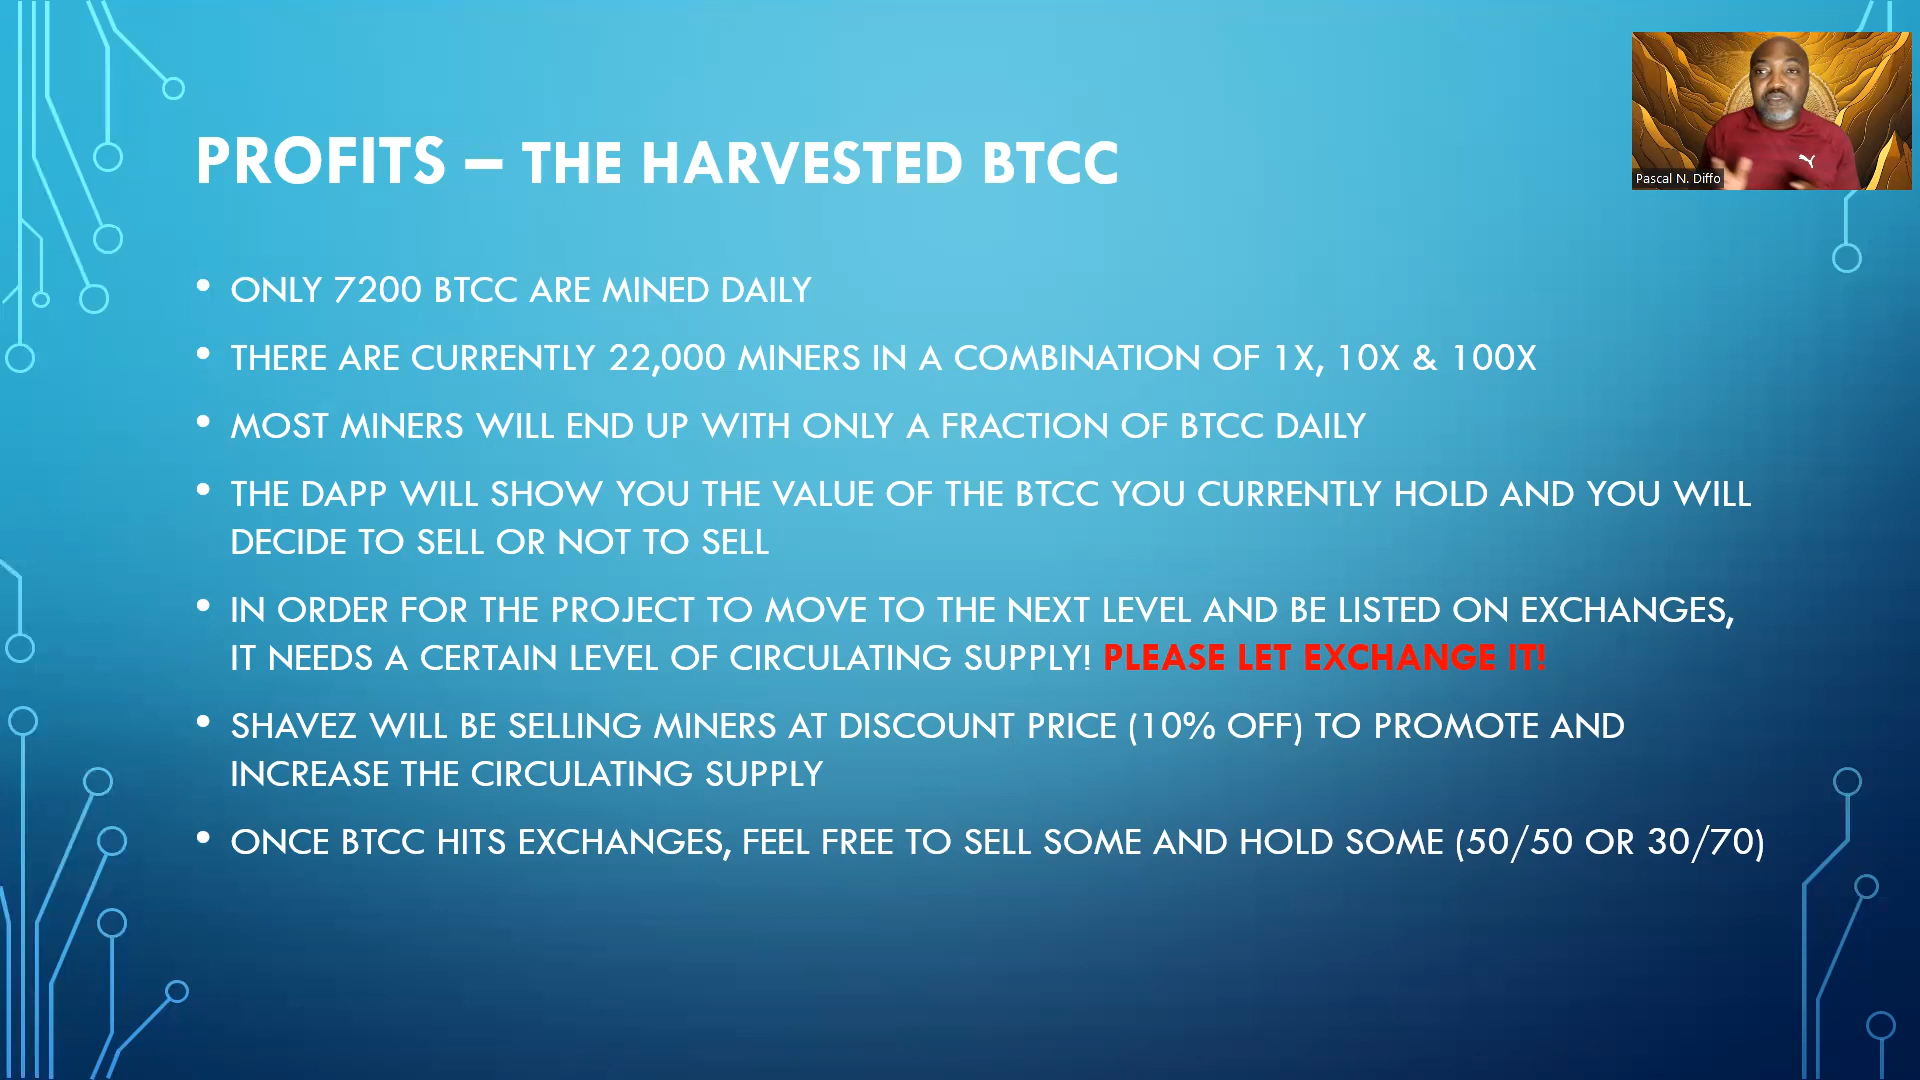 PROFITS – THE HARVESTED BTCC
Pascal N. Diffo
• ONLY 7200 BTCC ARE MINED DAILY
• THERE ARE CURRENTLY 22,000 MINERS IN A COMBINATION OF 1X, 10X & 100X
• MOST MINERS WILL END UP WITH ONLY A FRACTION OF BTCC DAILY
• THE DAPP WILL SHOW YOU THE VALUE OF THE BTCC YOU CURRENTLY HOLD AND YOU WILL
DECIDE TO SELL OR NOT TO SELL
• IN ORDER FOR THE PROJECT TO MOVE TO THE NEXT LEVEL AND BE LISTED ON EXCHANGES,
IT NEEDS A CERTAIN LEVEL OF CIRCULATING SUPPLY! PLEASE LET EXCHANGE IT!
• SHAVEZ WILL BE SELLING MINERS AT DISCOUNT PRICE (10% OFF) TO PROMOTE AND
INCREASE THE CIRCULATING SUPPLY
• ONCE BTCC HITS EXCHANGES, FEEL FREE TO SELL SOME AND HOLD SOME (50/50 OR 30/70)